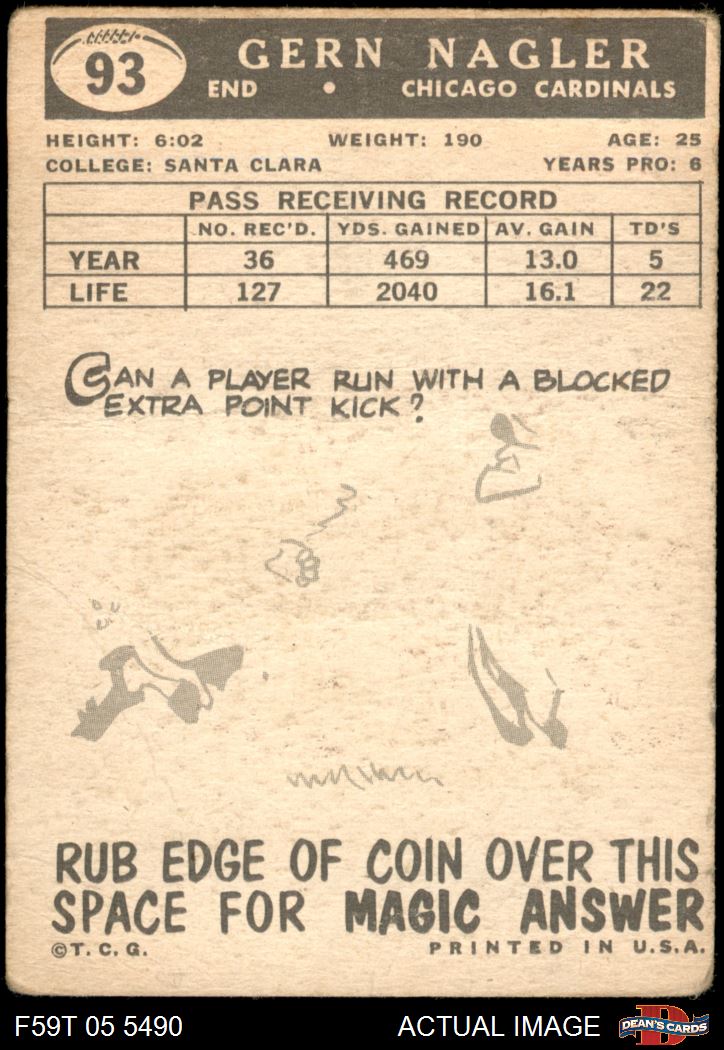 93
GERN NAGLER
END • CHICAGO CARDINALS
HEIGHT: 6:02 WEIGHT: 190 AGE: 25
COLLEGE: SANTA CLARA YEARS PRO: 6
PASS RECEIVING RECORD
NO. REC'D. YDS. GAINED AV. GAIN TD'S
YEAR 36 469 13.0 5
LIFE 127 2040 16.1 22
CAN A PLAYER RUN WITH A BLOCKED
EXTRA POINT KICK?
RUB EDGE OF COIN OVER THIS
SPACE FOR MAGIC ANSWER
©T. C. G. PRINTED IN U.S.A.
F59T 05 5490 ACTUAL IMAGE DEAN'S CARDS